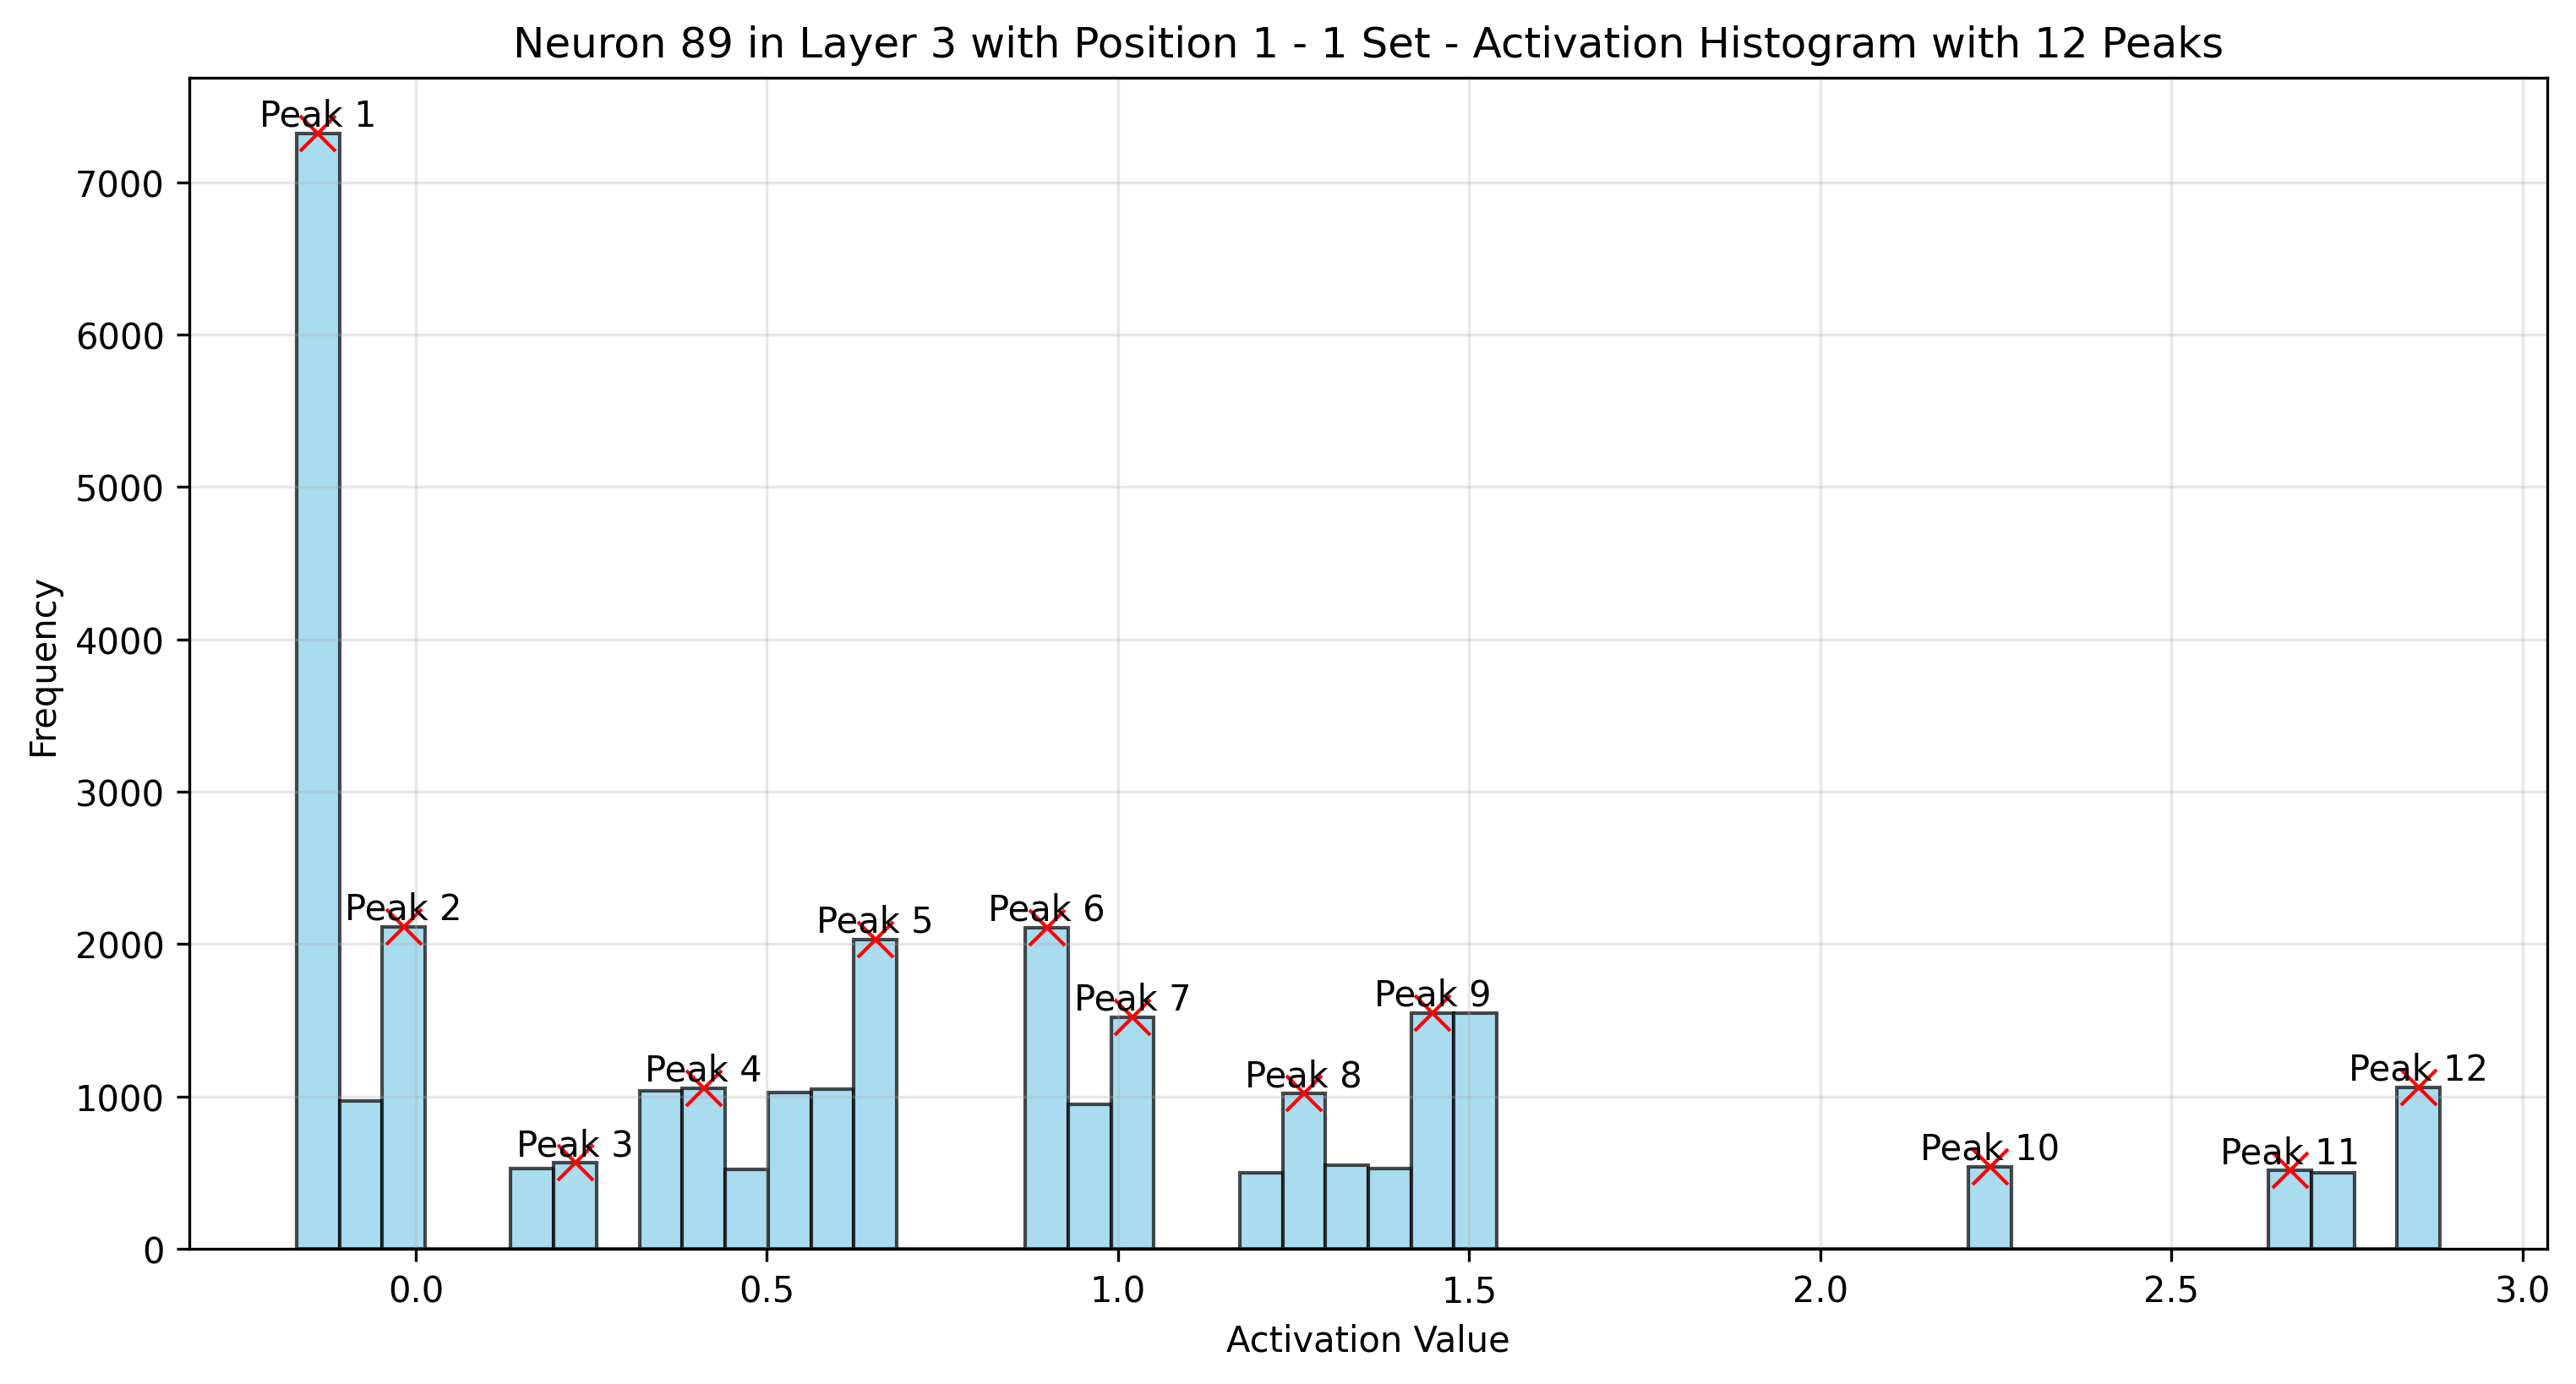 Neuron 89 in Layer 3 with Position 1 - 1 Set - Activation Histogram with 12 Peaks
Peak 1
7000
6000
5000
4000
3000
2000
1000
0
Frequency
Peak 2
Peak 3
Peak 4
Peak 5
Peak 6
Peak 7
Peak 8
Peak 9
Peak 10
Peak 11
Peak 12
0.0 0.5 1.0 1.5 2.0 2.5 3.0
Activation Value